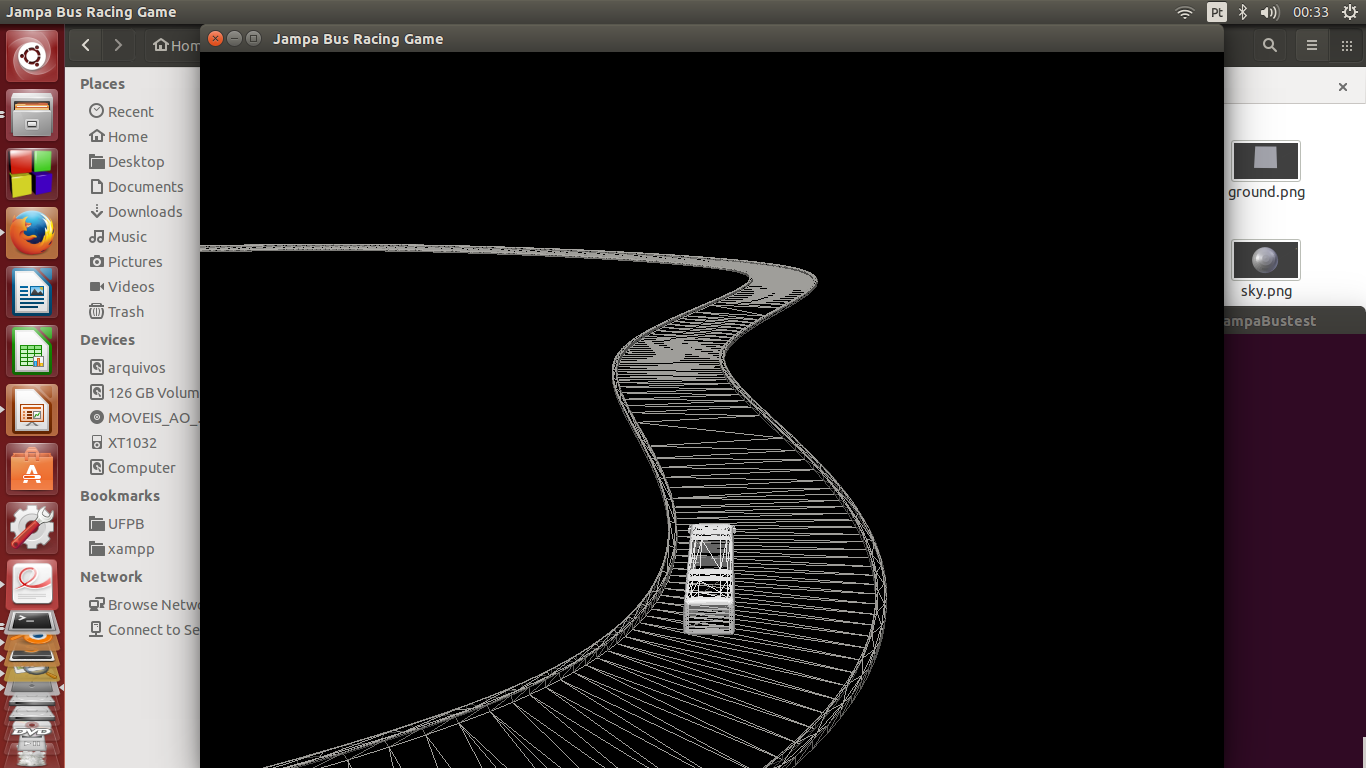 Jampa Bus Racing Game
Pt
00:33
Hom
Jampa Bus Racing Game
Places
Recent
Home
Desktop
Documents
Downloads
Music
Pictures
Videos
Trash
Devices
arquivos
126 GB Volum
MOVEIS_AO_
XT1032
Computer
Bookmarks
UFPB
xampp
Network
Browse Netw
Connect to Se
ground.png
sky.png
ampaBustest
DVD